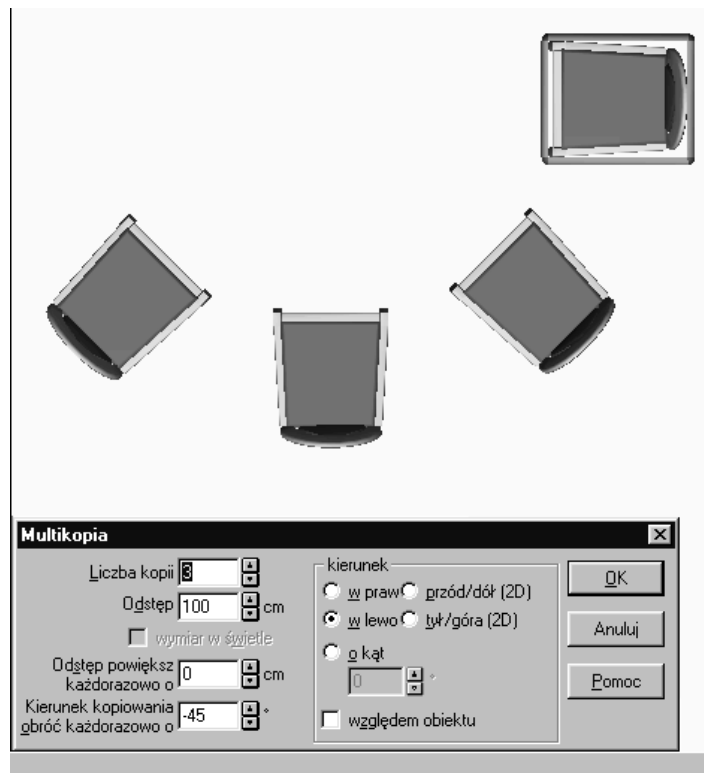 Multikopia
Liczba kopii 3
Odstęp 100 cm
wymiar w świetle
Odstęp powiększ
każdorazowo o 0 cm
Kierunek kopiowania
obróć każdorazowo o -45 °
kierunek
w praw przód/dół (2D)
w lewo tył/góra (2D)
o kąt
0 °
względem obiektu
OK
Anuluj
Pomoc